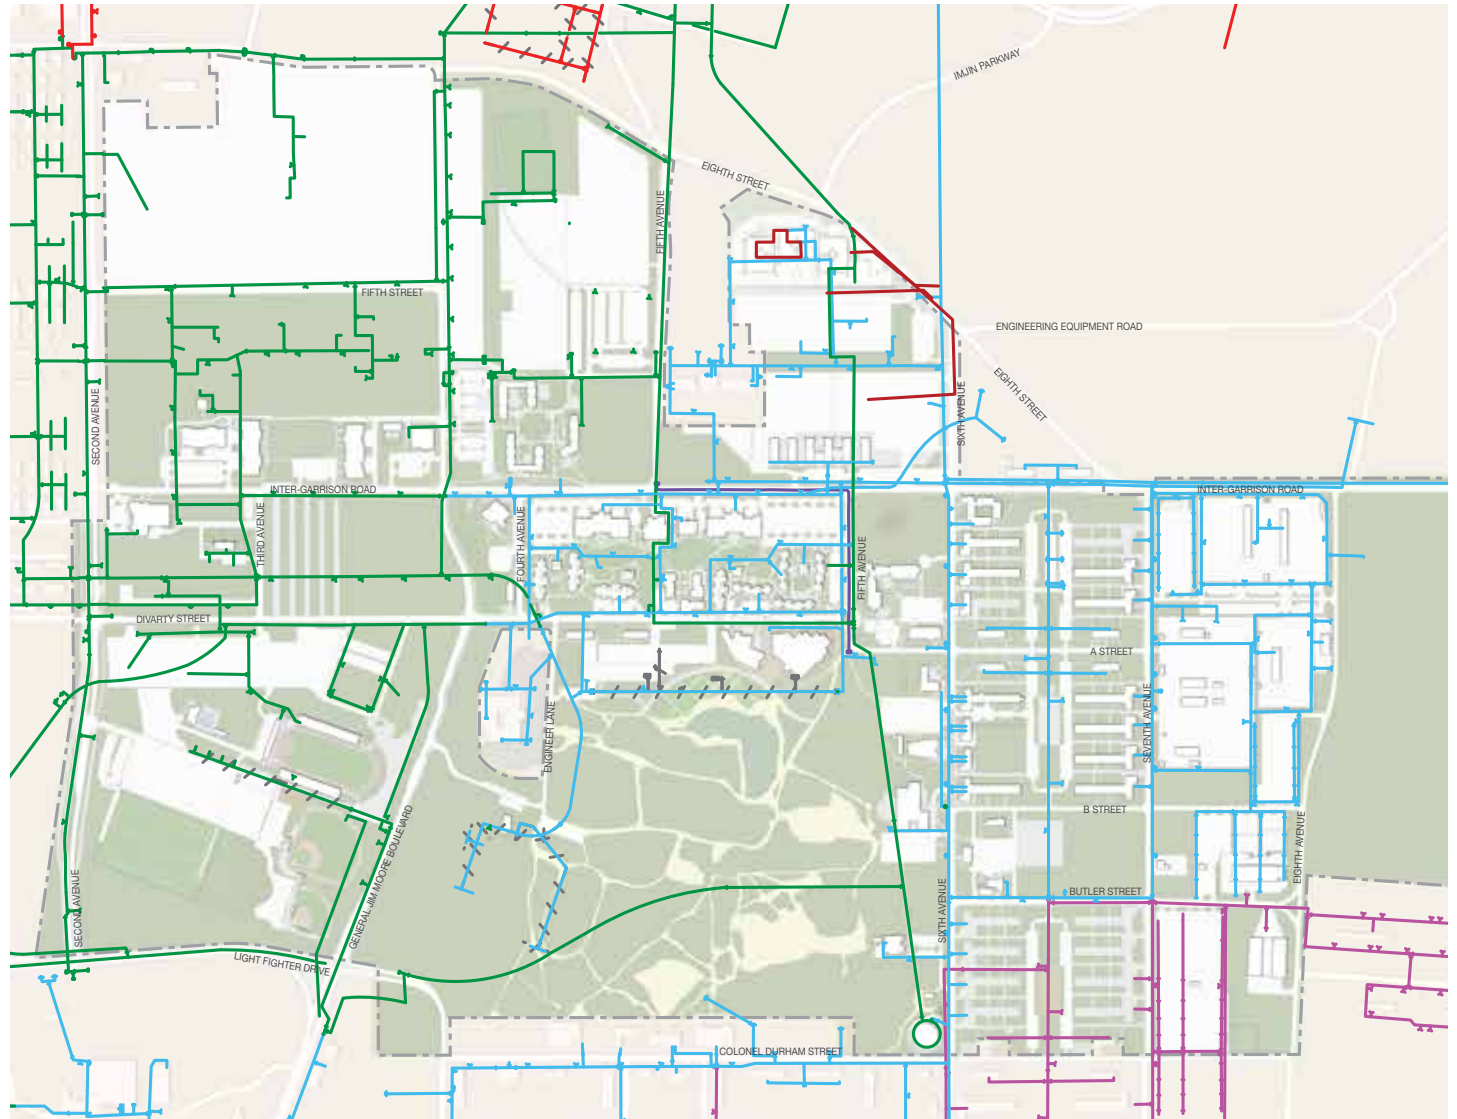 IMJIN PARKWAY
EIGHTH STREET
FIFTH AVENUE
FIFTH STREET
ENGINEERING EQUIPMENT ROAD
EIGHTH STREET
SECOND AVENUE
SIXTH AVENUE
INTER-GARRISON ROAD
INTER-GARRISON ROAD
THIRD AVENUE
FOURTH AVENUE
FIFTH AVENUE
DIVARTY STREET
A STREET
SEVENTH AVENUE
ENGINEER LANE
B STREET
GENERAL JIM MOORE BOULEVARD
EIGHTH AVENUE
BUTLER STREET
SECOND AVENUE
SIXTH AVENUE
LIGHT FIGHTER DRIVE
COLONEL DURHAM STREET